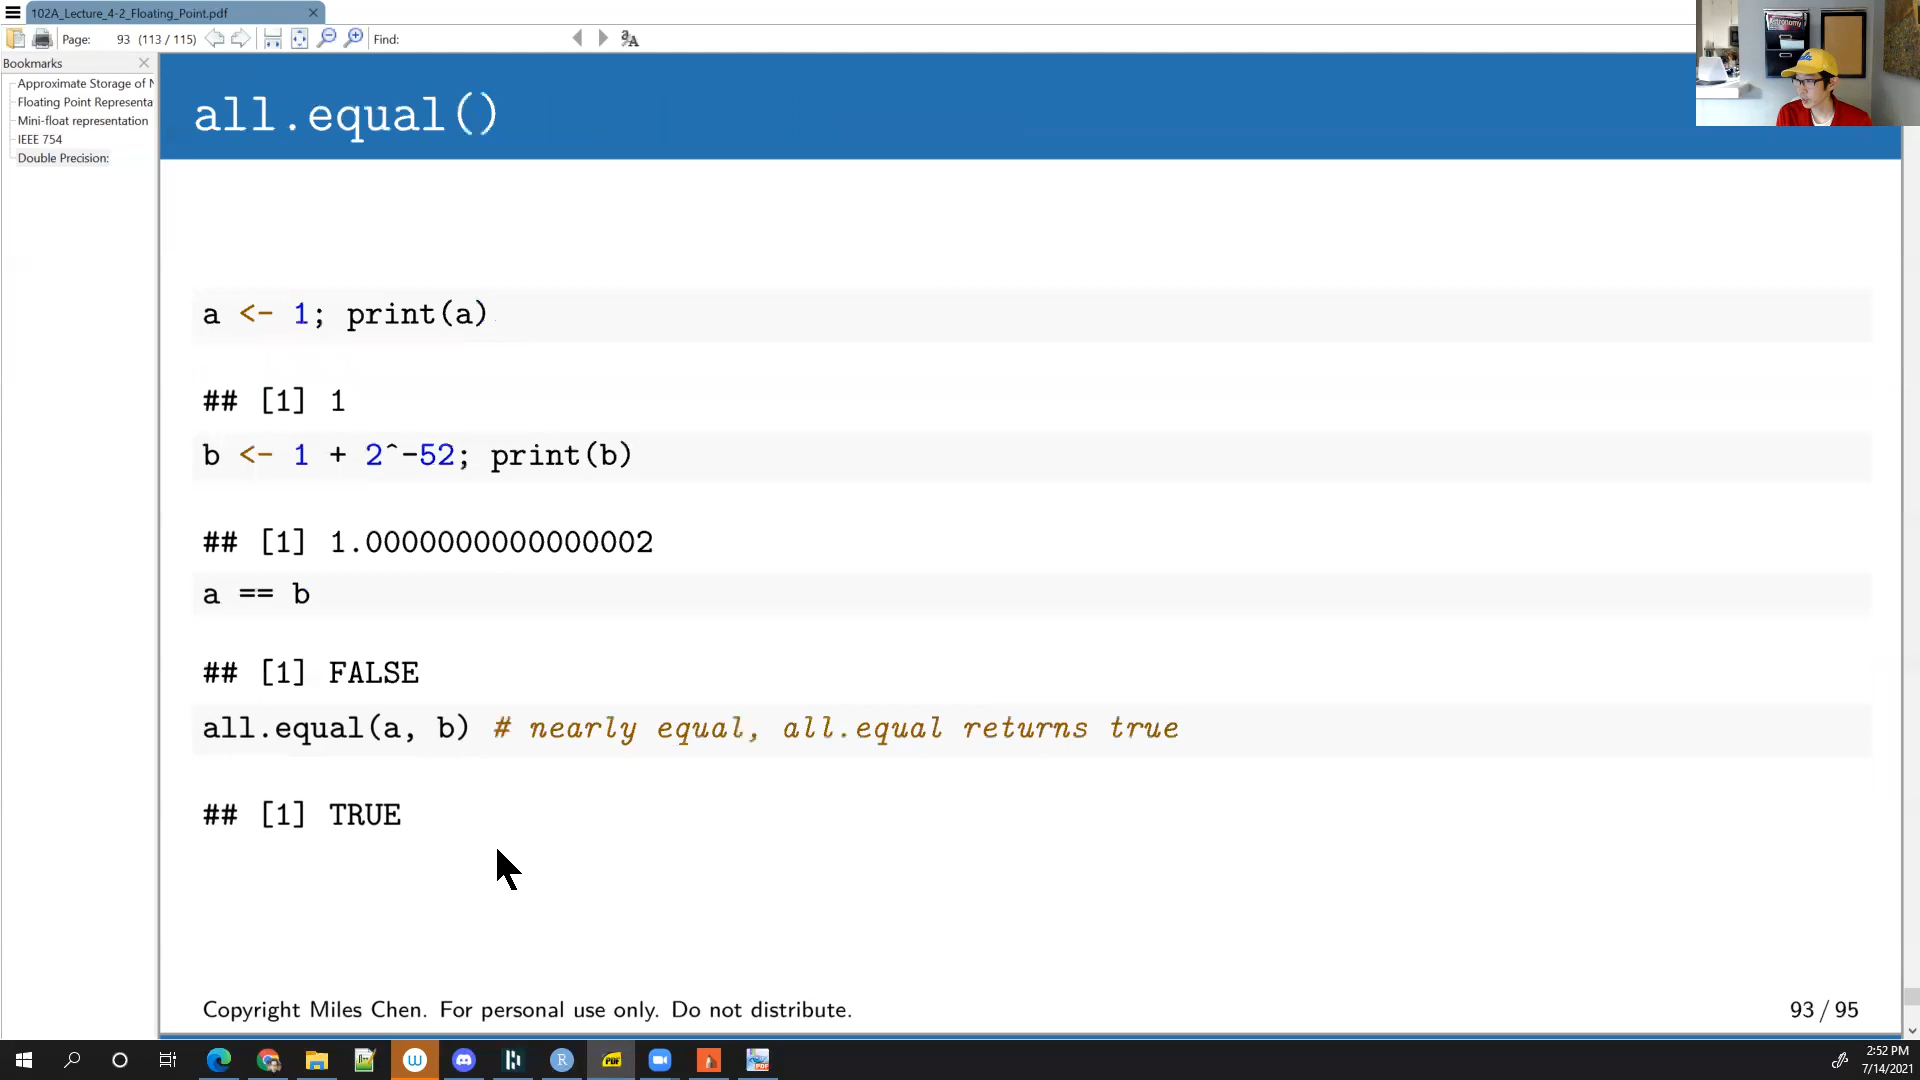 102A_Lecture_4-2_Floating_Point.pdf
Page: 93 (113 / 115) Find:
Bookmarks
Approximate Storage of N
Floating Point Representa
Mini-float representation
IEEE 754
Double Precision:
all.equal()
a <- 1; print(a)
## [1] 1
b <- 1 + 2^-52; print(b)
## [1] 1.0000000000000002
a == b
## [1] FALSE
all.equal(a, b) # nearly equal, all.equal returns true
## [1] TRUE
Copyright Miles Chen. For personal use only. Do not distribute.
93 / 95
2:52 PM
7/14/2021